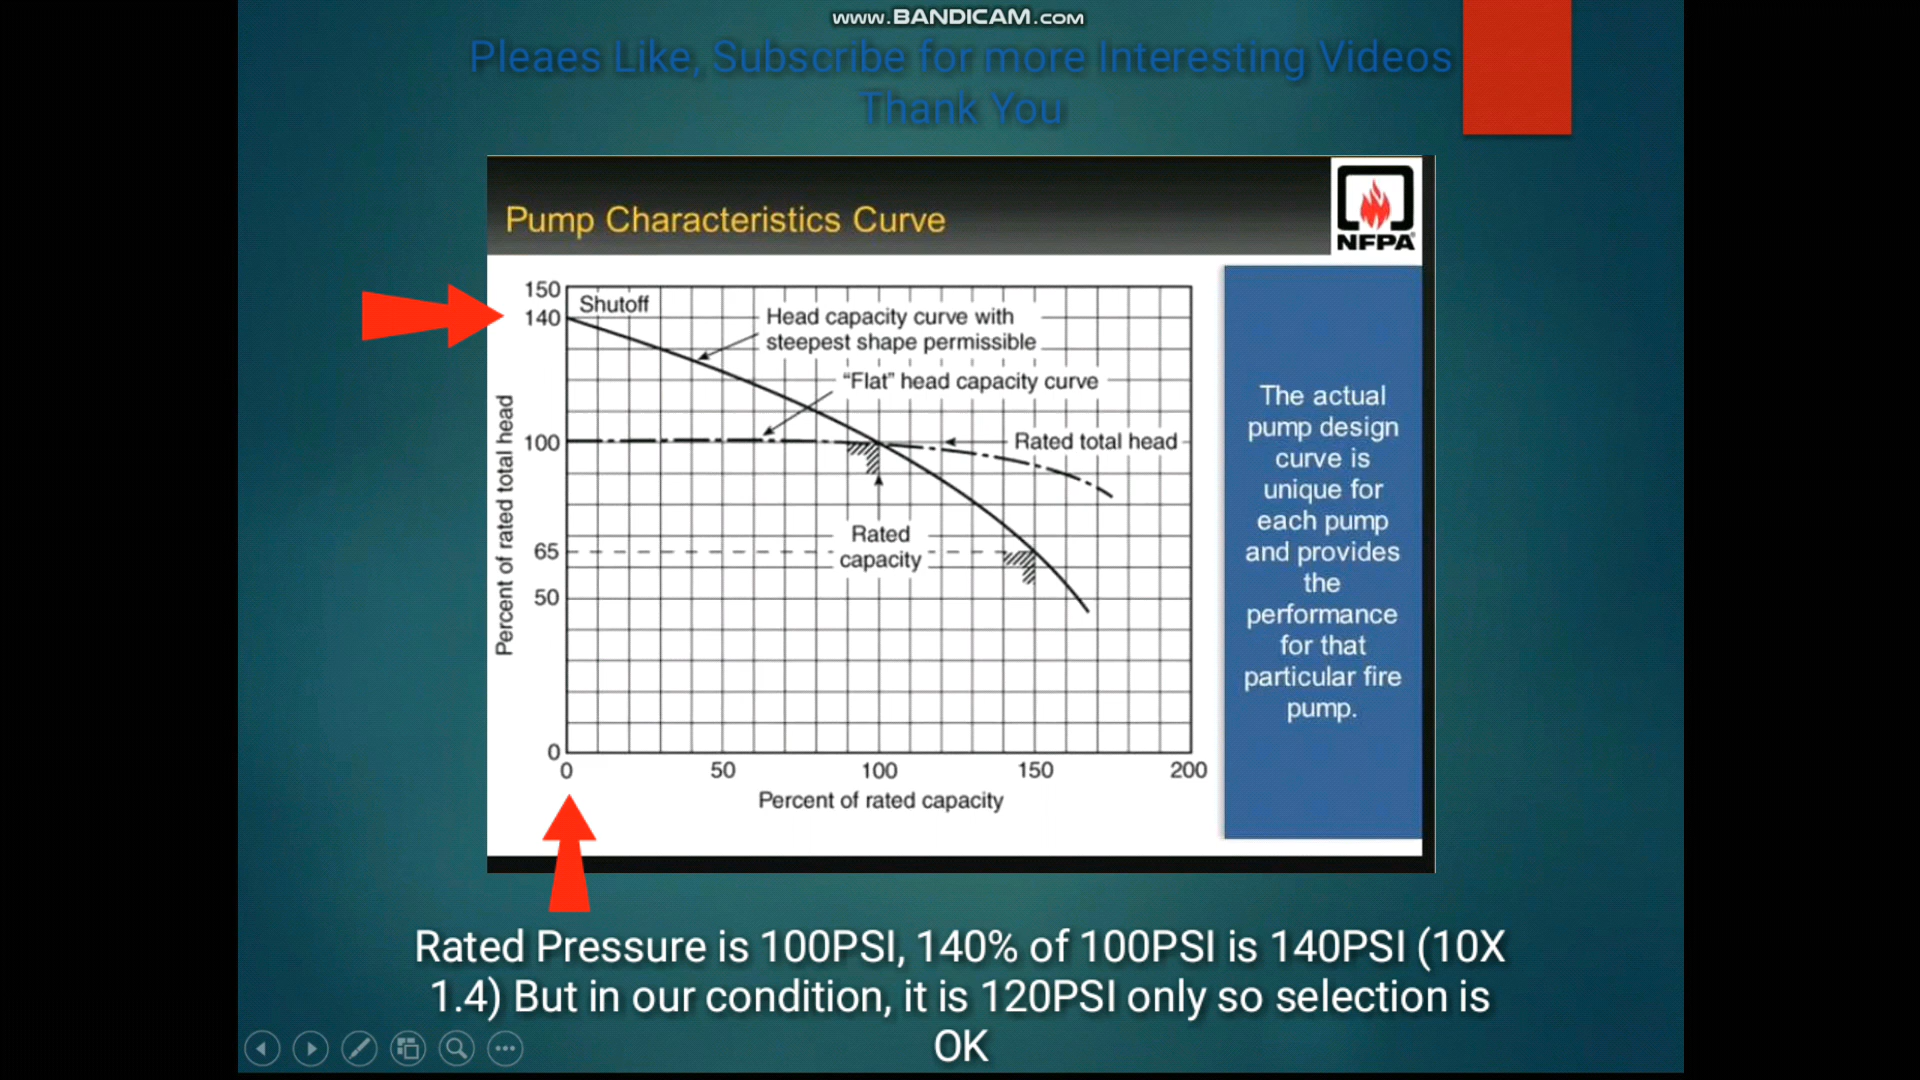 www.BANDICAM.com
Pleaes Like, Subscribe for more Interesting Videos
Thank You
Pump Characteristics Curve
NFPA
150
Shutoff
140
Head capacity curve with
steepest shape permissible
“Flat” head capacity curve
100
Rated total head
Rated
capacity
65
50
0
Percent of rated total head
0 50 100 150 200
Percent of rated capacity
The actual
pump design
curve is
unique for
each pump
and provides
the
performance
for that
particular fire
pump.
Rated Pressure is 100PSI, 140% of 100PSI is 140PSI (10X
1.4) But in our condition, it is 120PSI only so selection is
OK